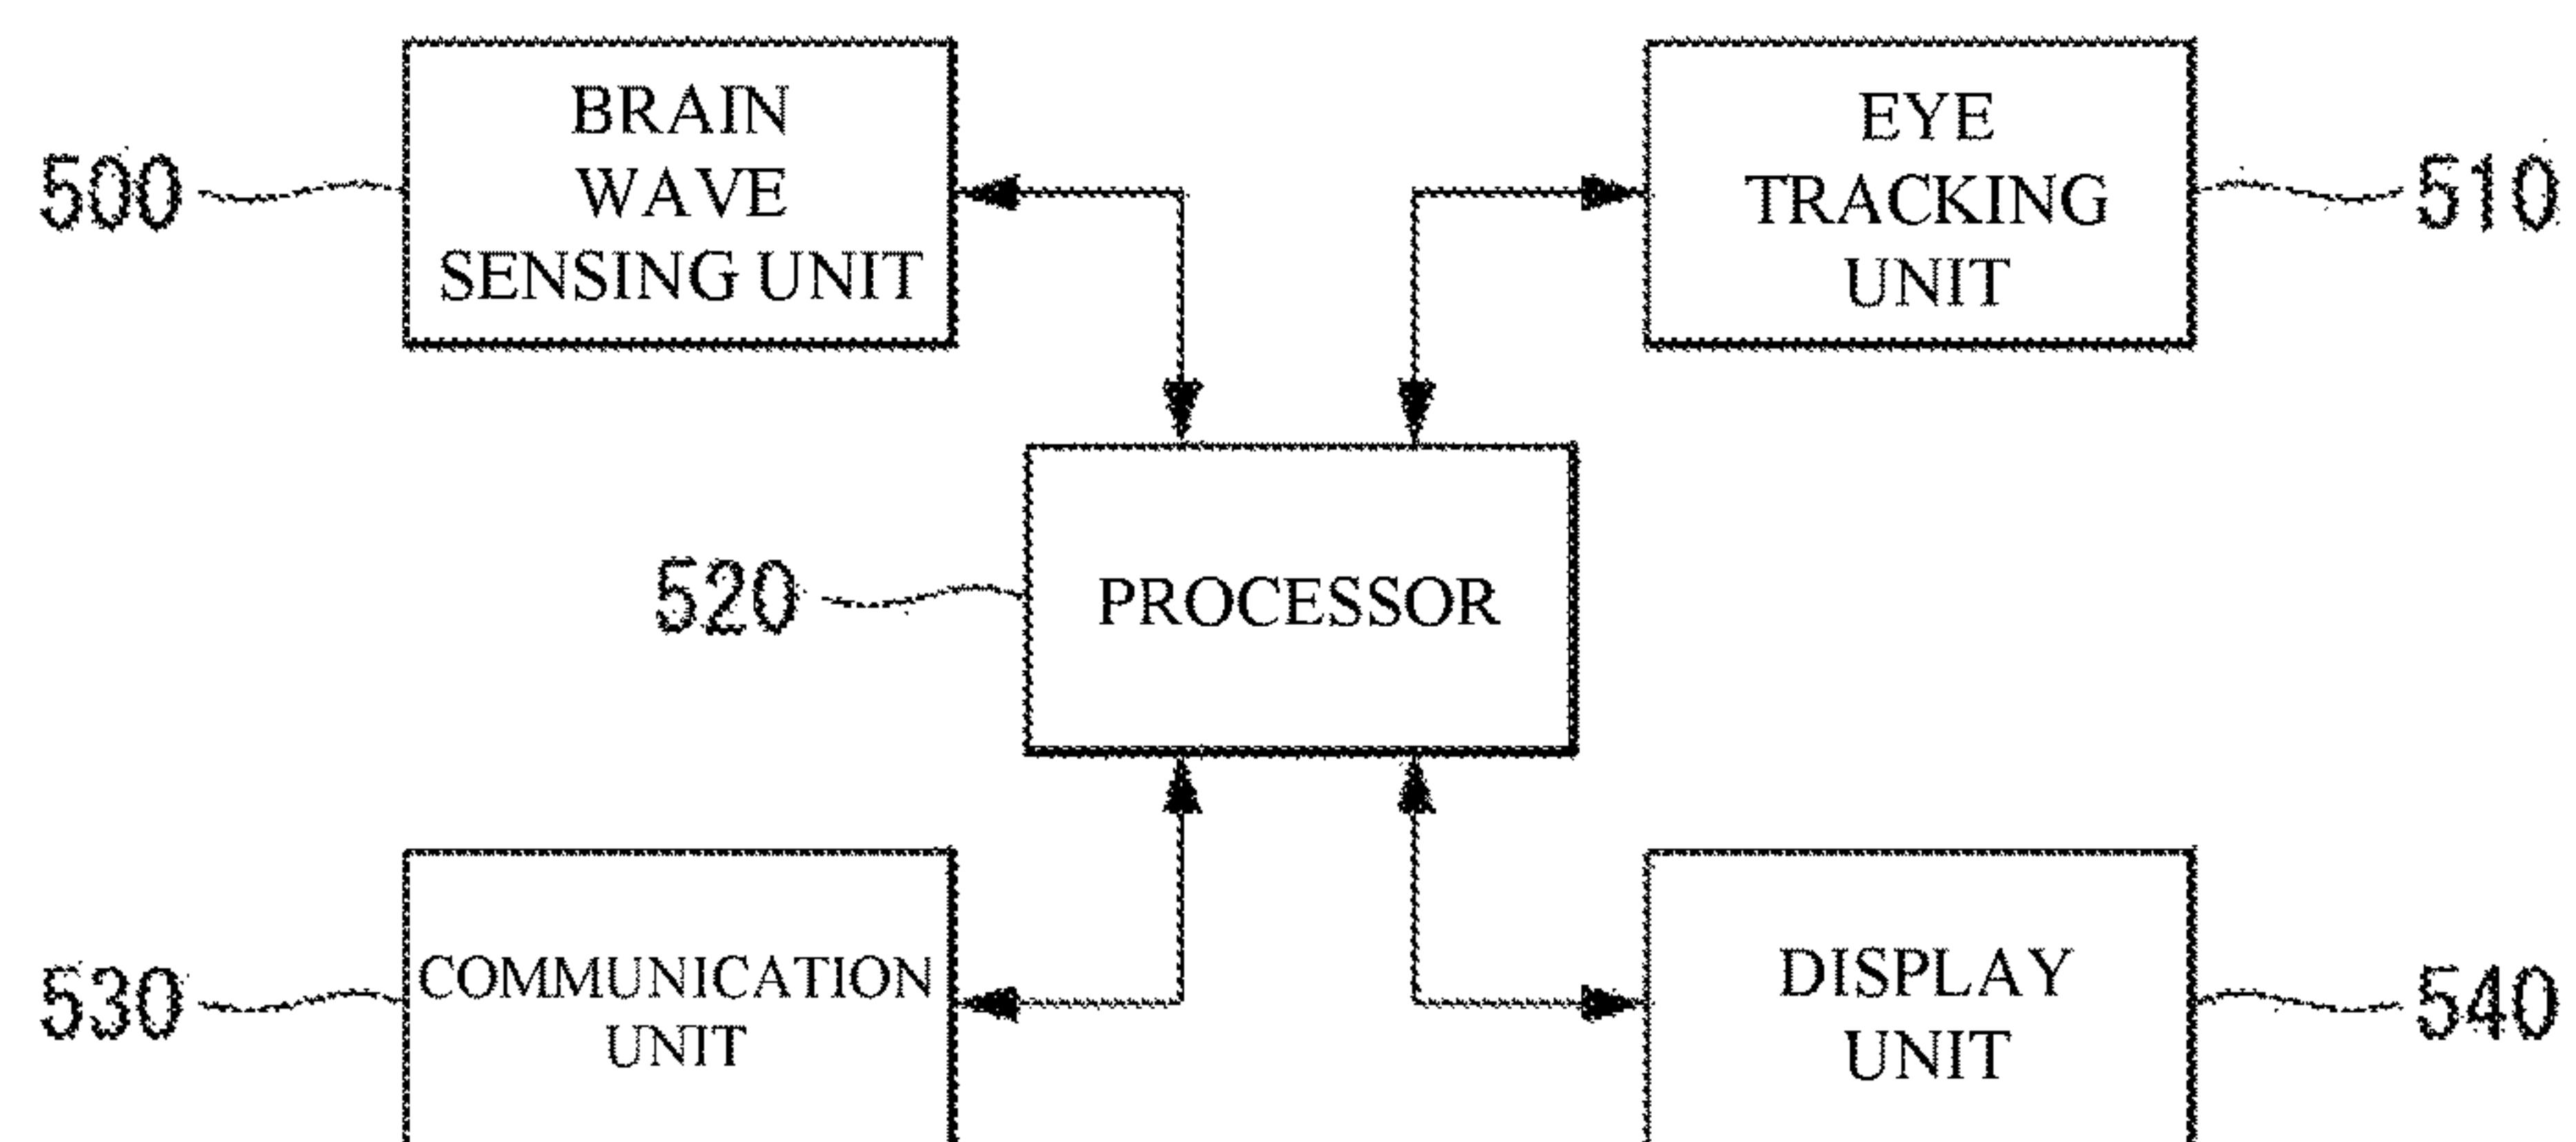 BRAIN
WAVE
SENSING UNIT
500
EYE
TRACKING
UNIT
510
520
PROCESSOR
530
COMMUNICATION
UNIT
DISPLAY
UNIT
540